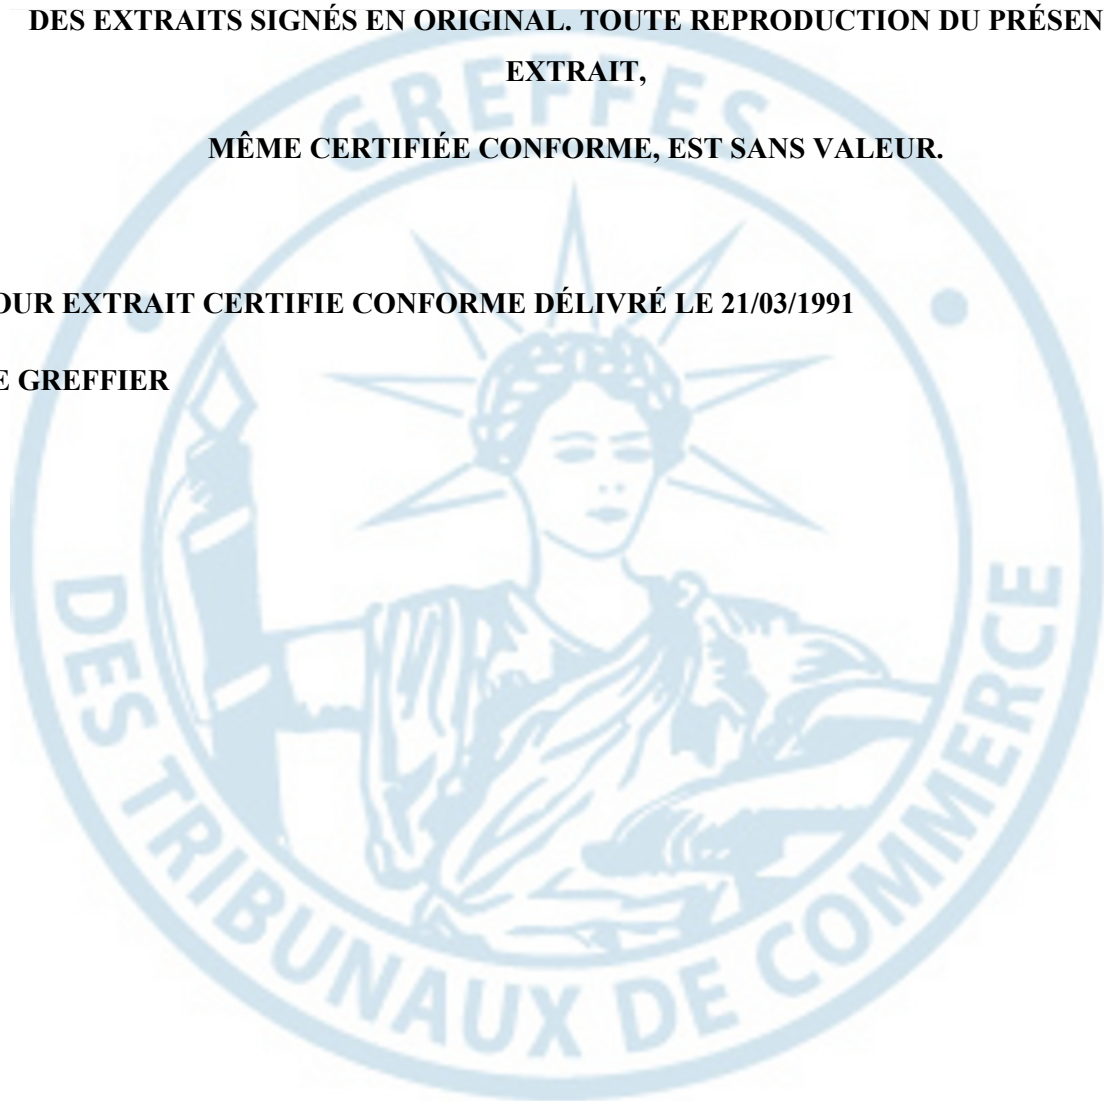 DES EXTRAITS SIGNÉS EN ORIGINAL. TOUTE REPRODUCTION DU PRÉSEN
EXTRAIT,
MÊME CERTIFIÉE CONFORME, EST SANS VALEUR.
OUR EXTRAIT CERTIFIE CONFORME DÉLIVRÉ LE 21/03/1991
E GREFFIER
GREFFES
DES TRIBUNAUX DE COMMERCE